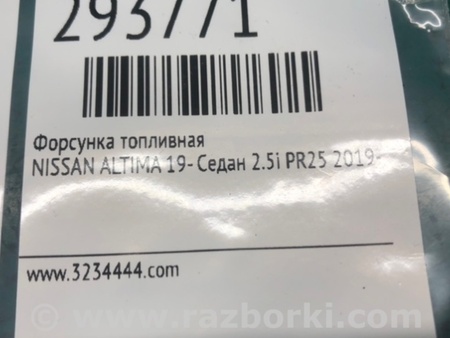 293771
Форсунка топливная
NISSAN ALTIMA 19- Седан 2.5i PR25 2019-
www.3234444.com
© www.razborki.com